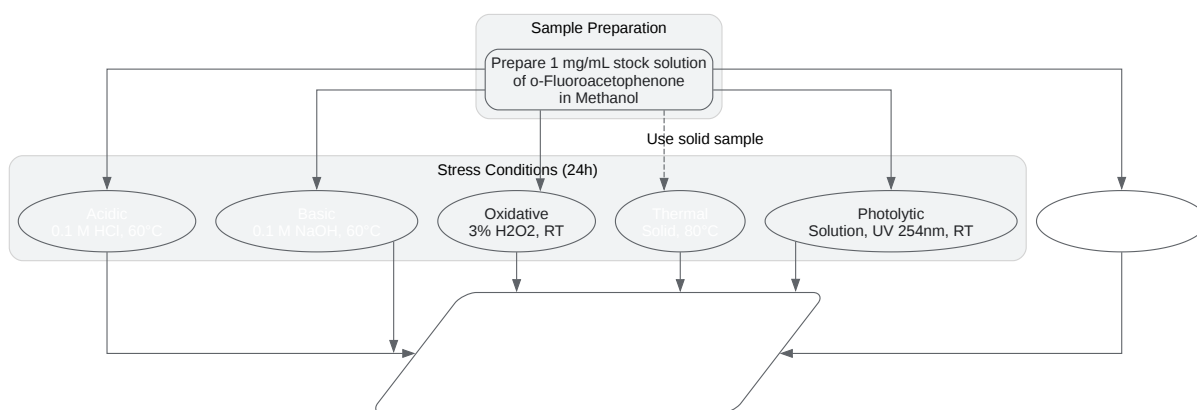 Sample Preparation
Prepare 1 mg/mL stock solution
of o-Fluoroacetophenone
in Methanol
Use solid sample
Stress Conditions (24h)
Acidic
0.1 M HCl, 60°C
Basic
0.1 M NaOH, 60°C
Oxidative
3% H2O2, RT
Thermal
Solid, 80°C
Photolytic
Solution, UV 254nm, RT